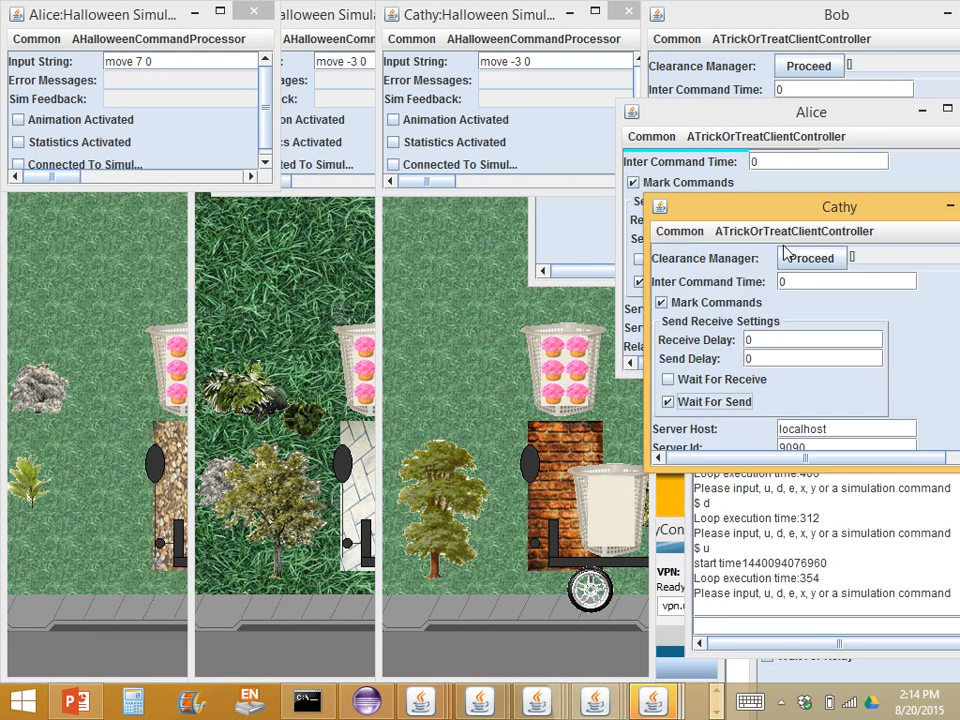 Alice:Halloween Simul...
Common AHalloweenCommandProcessor
Input String: move 7 0
Error Messages:
Sim Feedback:
Animation Activated
Statistics Activated
Connected To Simul...
move -3 0
Cathy:Halloween Simul...
Common AHalloweenCommandProcessor
Input String: move -3 0
Error Messages:
Sim Feedback:
Animation Activated
Statistics Activated
Connected To Simul...
Bob
Common ATrickOrTreatClientController
Clearance Manager: Proceed []
Inter Command Time: 0
Alice
Common ATrickOrTreatClientController
Inter Command Time: 0
Mark Commands
Cathy
Common ATrickOrTreatClientController
Clearance Manager: Proceed []
Inter Command Time: 0
Mark Commands
Send Receive Settings
Receive Delay: 0
Send Delay: 0
Wait For Receive
Wait For Send
Server Host: localhost
Server Id: 9090
Please input, u, d, e, x, y or a simulation command
$ d
Loop execution time:312
Please input, u, d, e, x, y or a simulation command
$ u
start time1440094076960
Loop execution time:354
Please input, u, d, e, x, y or a simulation command
VPN:
Ready
EN
2:14 PM
8/20/2015